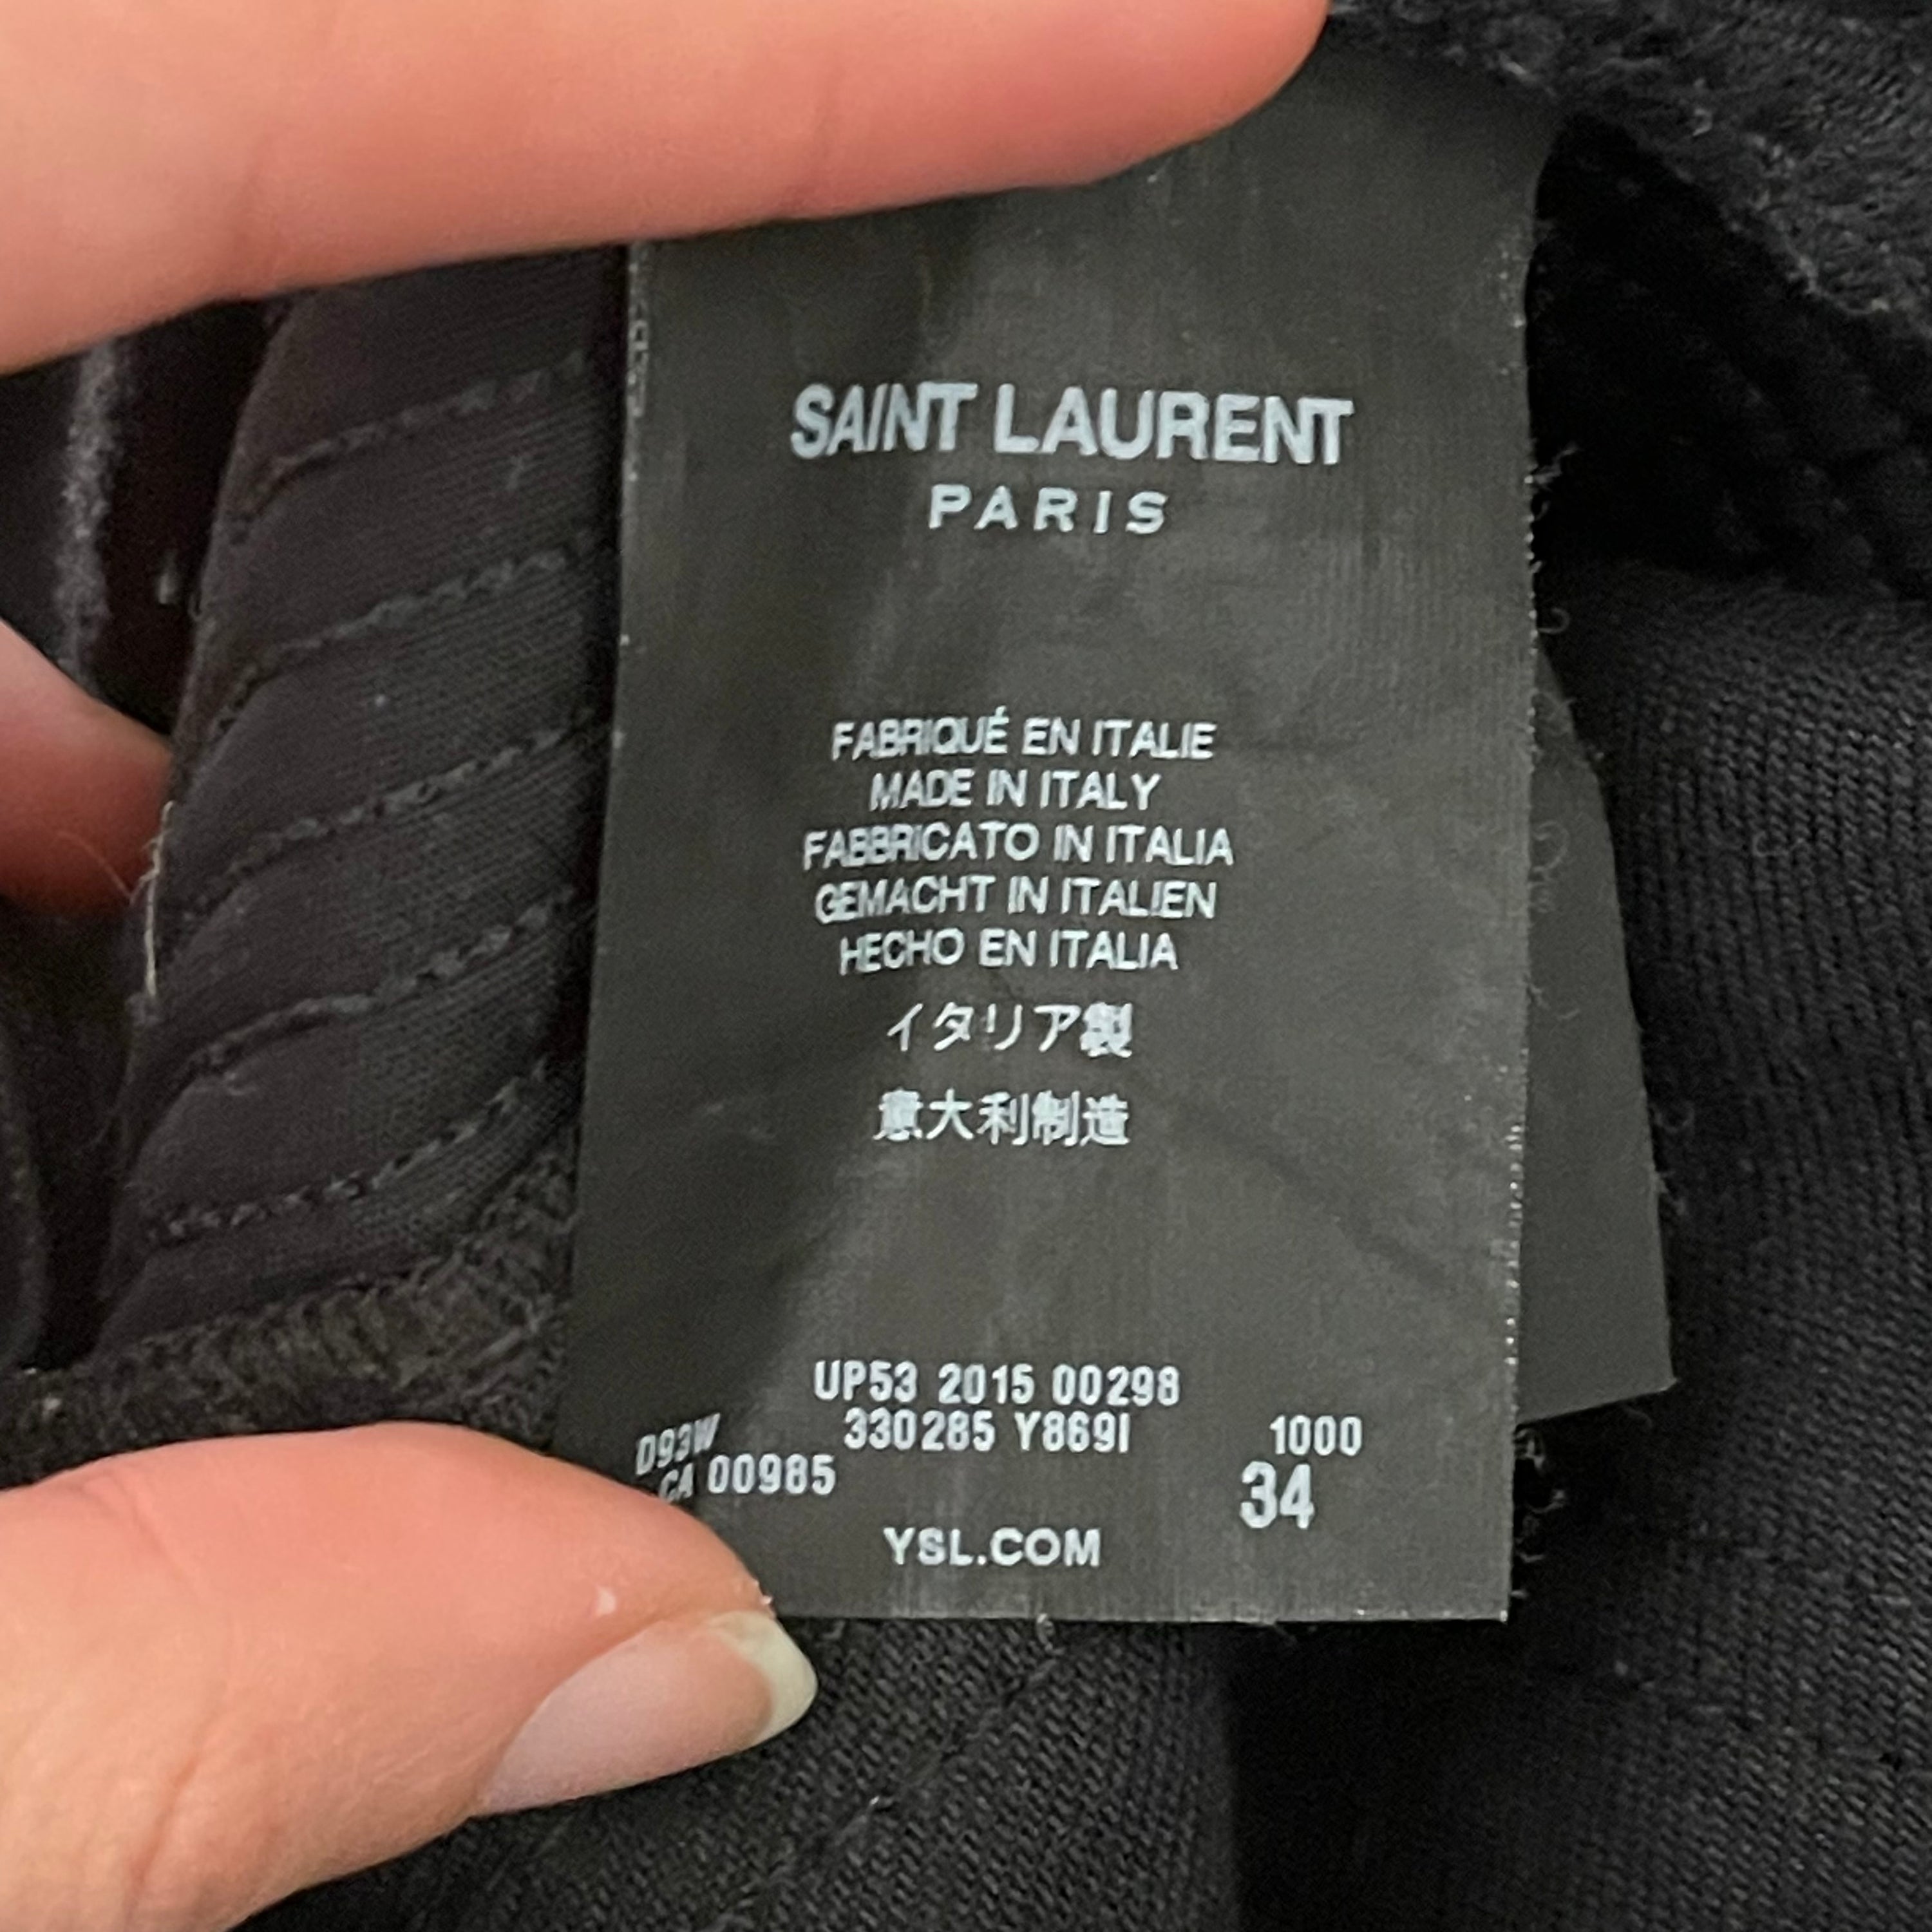 SAINT LAURENT
PARIS
FABRIQUÉ EN ITALIE
MADE IN ITALY
FABBRICATO IN ITALIA
GEMACHT IN ITALIEN
HECHO EN ITALIA
イタリア製
意大利制造
UP53 2015 00298
D93W 330285 Y869I 1000
CA 00985 34
YSL.COM